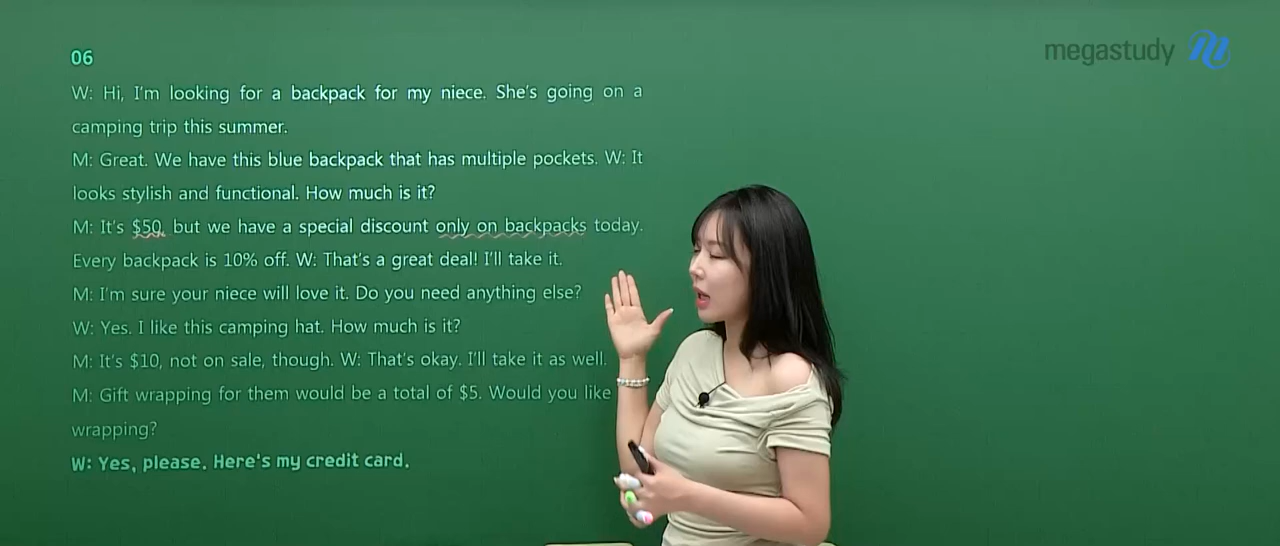 megastudy
06
W: Hi, I'm looking for a backpack for my niece. She's going on a
camping trip this summer.
M: Great. We have this blue backpack that has multiple pockets. W: It
looks stylish and functional. How much is it?
M: It's $50, but we have a special discount only on backpacks today.
Every backpack is 10% off. W: That's a great deal! I'll take it.
M: I'm sure your niece will love it. Do you need anything else?
W: Yes. I like this camping hat. How much is it?
M: It's $10, not on sale, though. W: That's okay. I'll take it as well.
M: Gift wrapping for them would be a total of $5. Would you like
wrapping?
W: Yes, please. Here's my credit card.